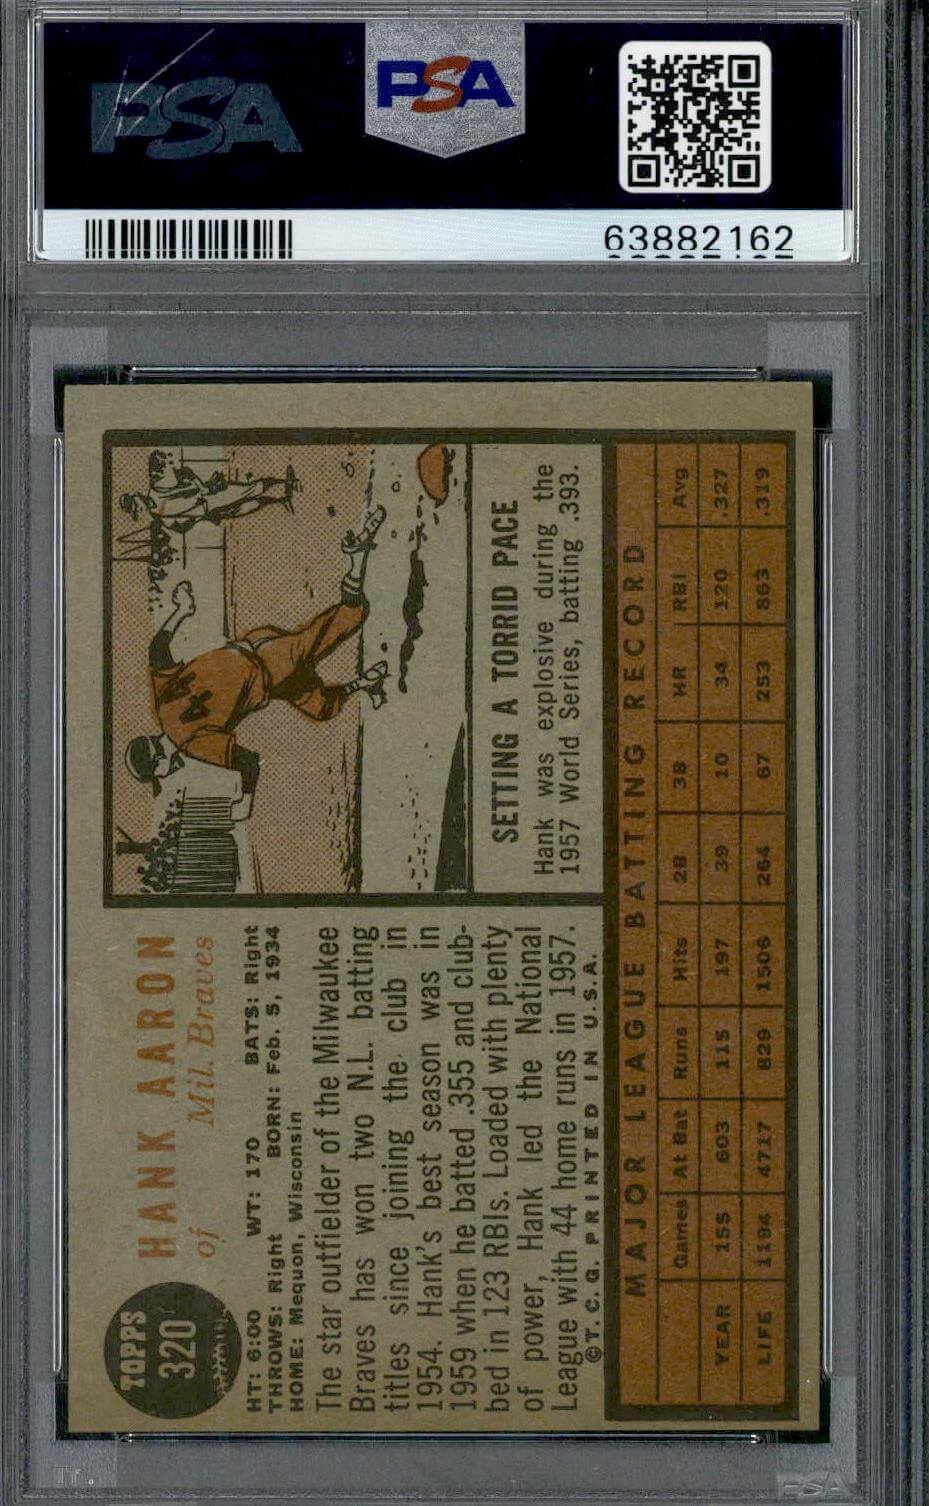 PSA
PSA
63882162
TOPPS
320
HANK AARON
of Mil. Braves
HT: 6:00 WT: 170 BATS: Right
THROWS: Right BORN: Feb. 5, 1934
HOME: Mequon, Wisconsin
The star outfielder of the Milwaukee
Braves has won two N.L. batting
titles since joining the club in
1954. Hank's best season was in
1959 when he batted .355 and club-
bed in 123 RBIs. Loaded with plenty
of power, Hank led the National
League with 44 home runs in 1957.
©T. C. G. PRINTED IN U.S.A.
44
SETTING A TORRID PACE
Hank was explosive during the
1957 World Series, batting .393.
MAJOR LEAGUE BATTING RECORD
Games At Bat Runs Hits 2B 3B HR RBI Avg
YEAR 155 603 115 197 39 10 34 120 .327
LIFE 1194 4717 829 1506 264 67 253 863 .319
PSA